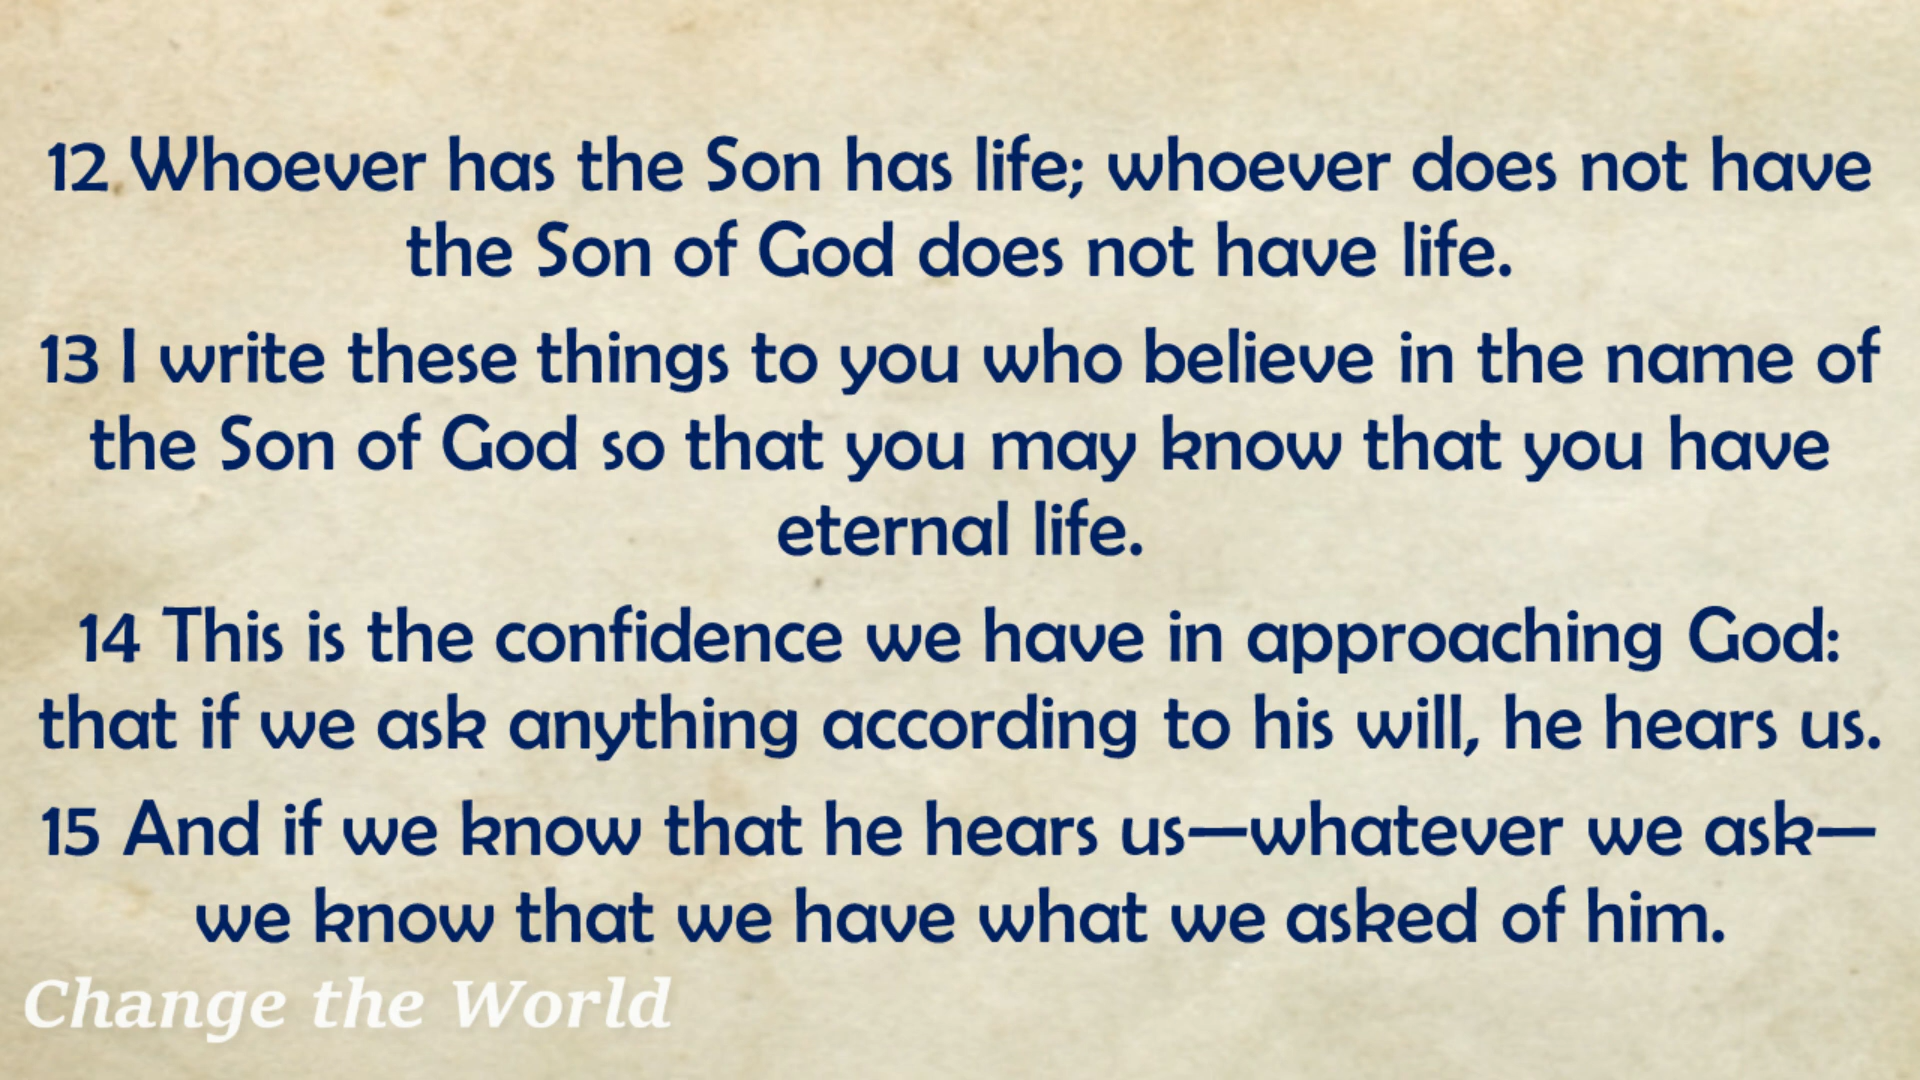 12 Whoever has the Son has life; whoever does not have
the Son of God does not have life.
13 I write these things to you who believe in the name of
the Son of God so that you may know that you have
eternal life.
14 This is the confidence we have in approaching God:
that if we ask anything according to his will, he hears us.
15 And if we know that he hears us—whatever we ask—
we know that we have what we asked of him.
Change the World